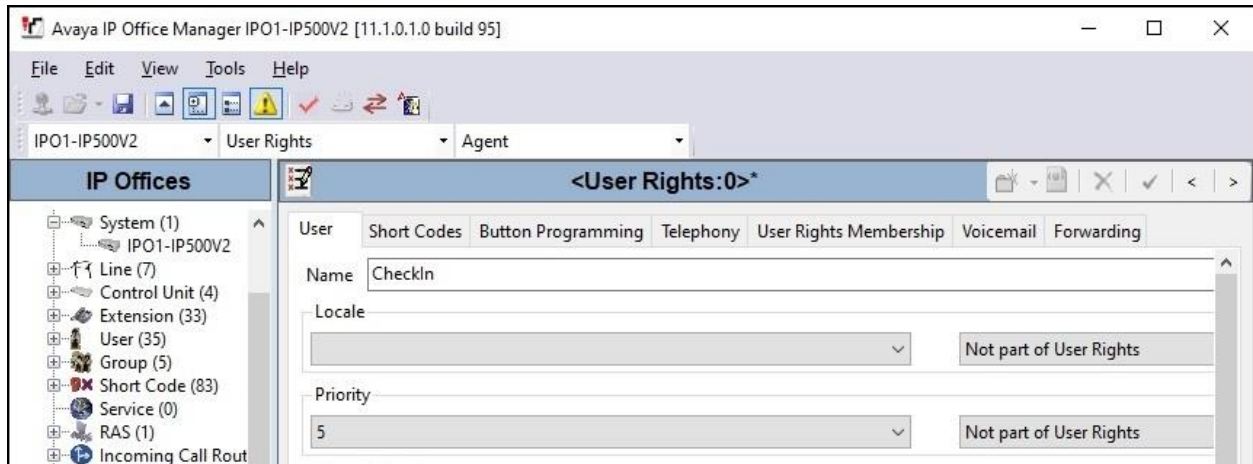 Avaya IP Office Manager IPO1-IP500V2 [11.1.0.1.0 build 95]
File Edit View Tools Help
IPO1-IP500V2 User Rights Agent
IP Offices
<User Rights:0>*
System (1)
IPO1-IP500V2
Line (7)
Control Unit (4)
Extension (33)
User (35)
Group (5)
Short Code (83)
Service (0)
RAS (1)
Incoming Call Rout
User Short Codes Button Programming Telephony User Rights Membership Voicemail Forwarding
Name CheckIn
Locale
Not part of User Rights
Priority
5 Not part of User Rights